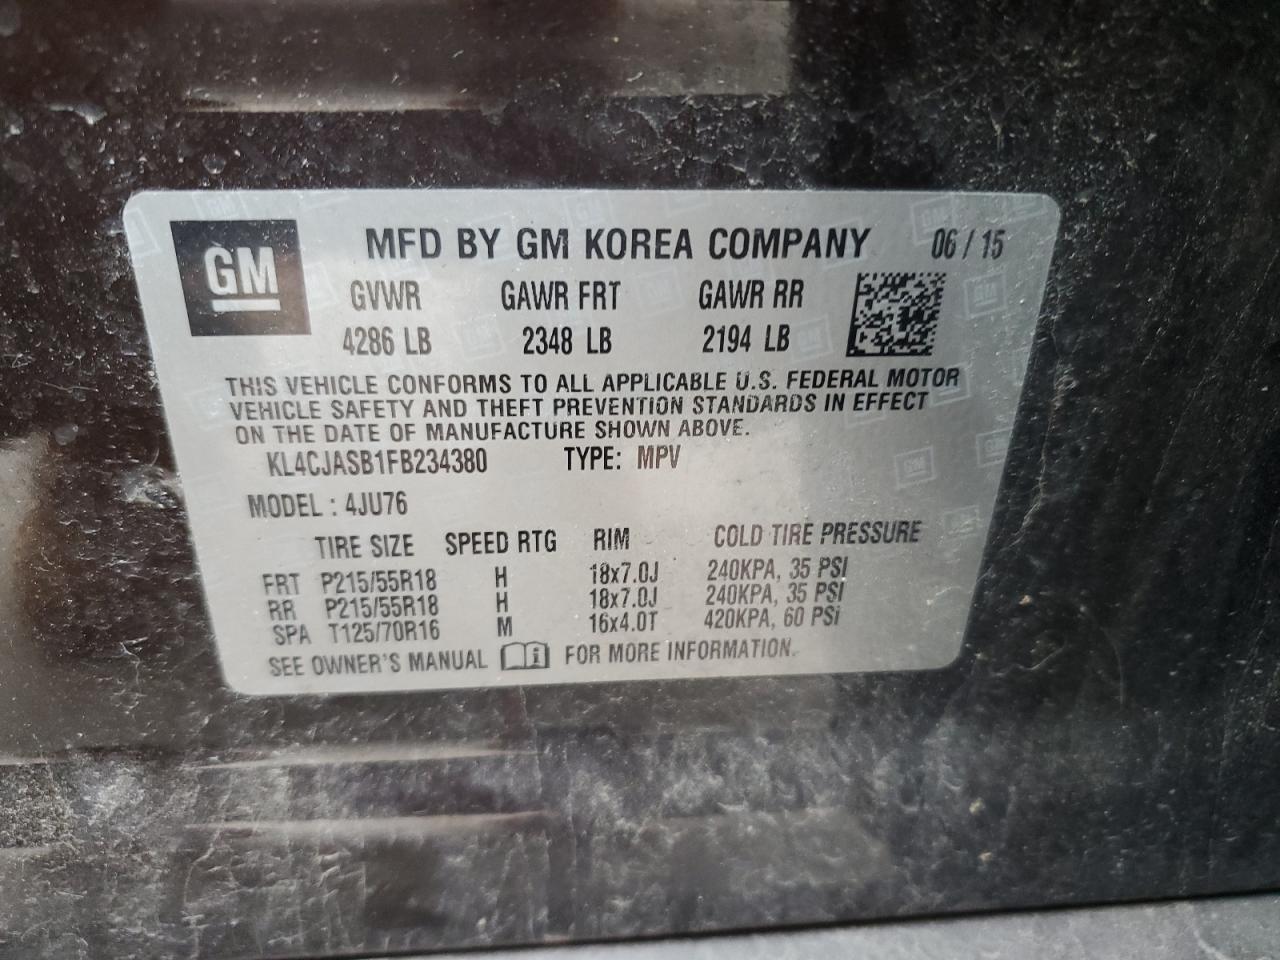 GM
MFD BY GM KOREA COMPANY 06 / 15
GVWR GAWR FRT GAWR RR
4286 LB 2348 LB 2194 LB
THIS VEHICLE CONFORMS TO ALL APPLICABLE U.S. FEDERAL MOTOR
VEHICLE SAFETY AND THEFT PREVENTION STANDARDS IN EFFECT
ON THE DATE OF MANUFACTURE SHOWN ABOVE.
KL4CJASB1FB234380 TYPE: MPV
MODEL : 4JU76
TIRE SIZE SPEED RTG RIM COLD TIRE PRESSURE
FRT P215/55R18 H 18x7.0J 240KPA, 35 PSI
RR P215/55R18 H 18x7.0J 240KPA, 35 PSI
SPA T125/70R16 M 16x4.0T 420KPA, 60 PSi
SEE OWNER'S MANUAL i FOR MORE INFORMATION.